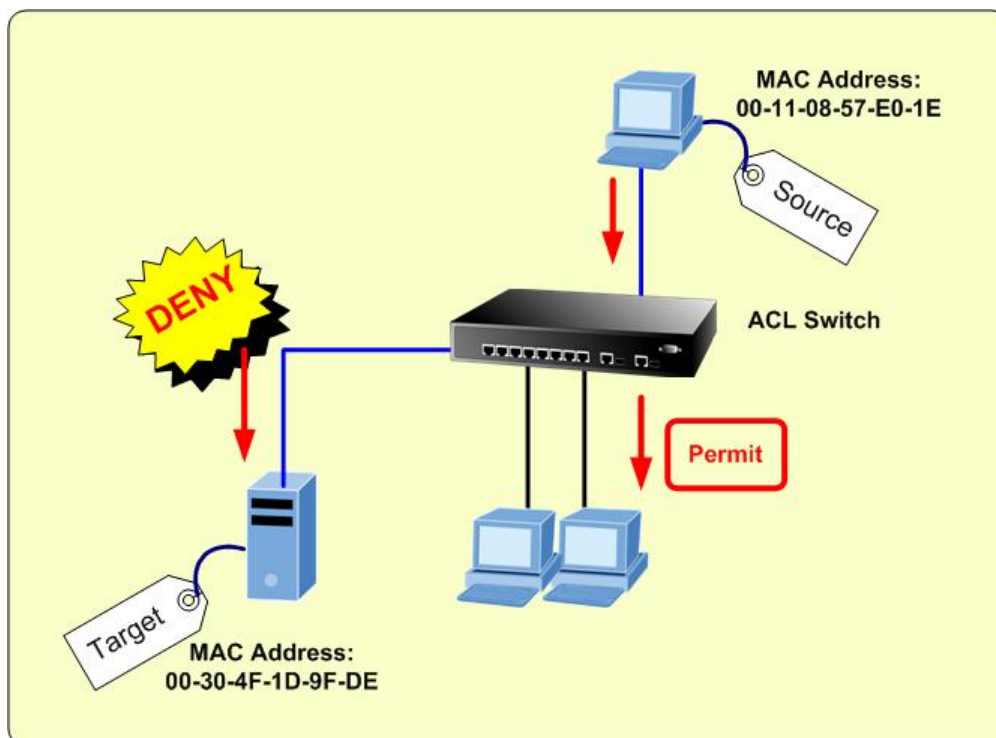 MAC Address:
00-11-08-57-E0-1E
Source
DENY
ACL Switch
Permit
Target
MAC Address:
00-30-4F-1D-9F-DE